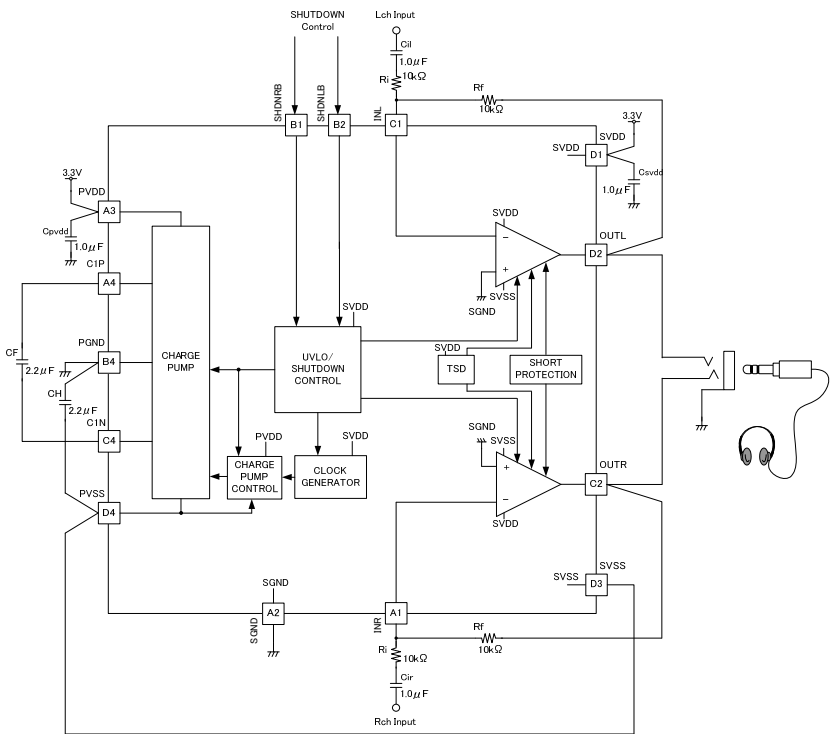 SHUTDOWN
Control
Lch Input
Cil
1.0μF
Ri
10kΩ
Rf
10kΩ
SHDNRB
SHDNLB
INL
B1
B2
C1
3.3V
SVDD
SVDD
D1
Csvdd
1.0μF
3.3V
PVDD
A3
Cpvdd
1.0μF
C1P
A4
SVDD
−
+
SVSS
SGND
OUTL
D2
PGND
B4
CF
2.2μF
CH
2.2μF
C1N
C4
CHARGE
PUMP
SVDD
UVLO/
SHUTDOWN
CONTROL
SVDD
TSD
SHORT
PROTECTION
PVDD
CHARGE
PUMP
CONTROL
SVDD
CLOCK
GENERATOR
SGND
SVSS
+
−
SVDD
OUTR
C2
PVSS
D4
SVSS
SVSS
D3
SGND
A2
SGND
A1
INR
Rf
10kΩ
Ri
10kΩ
Cir
1.0μF
Rch Input